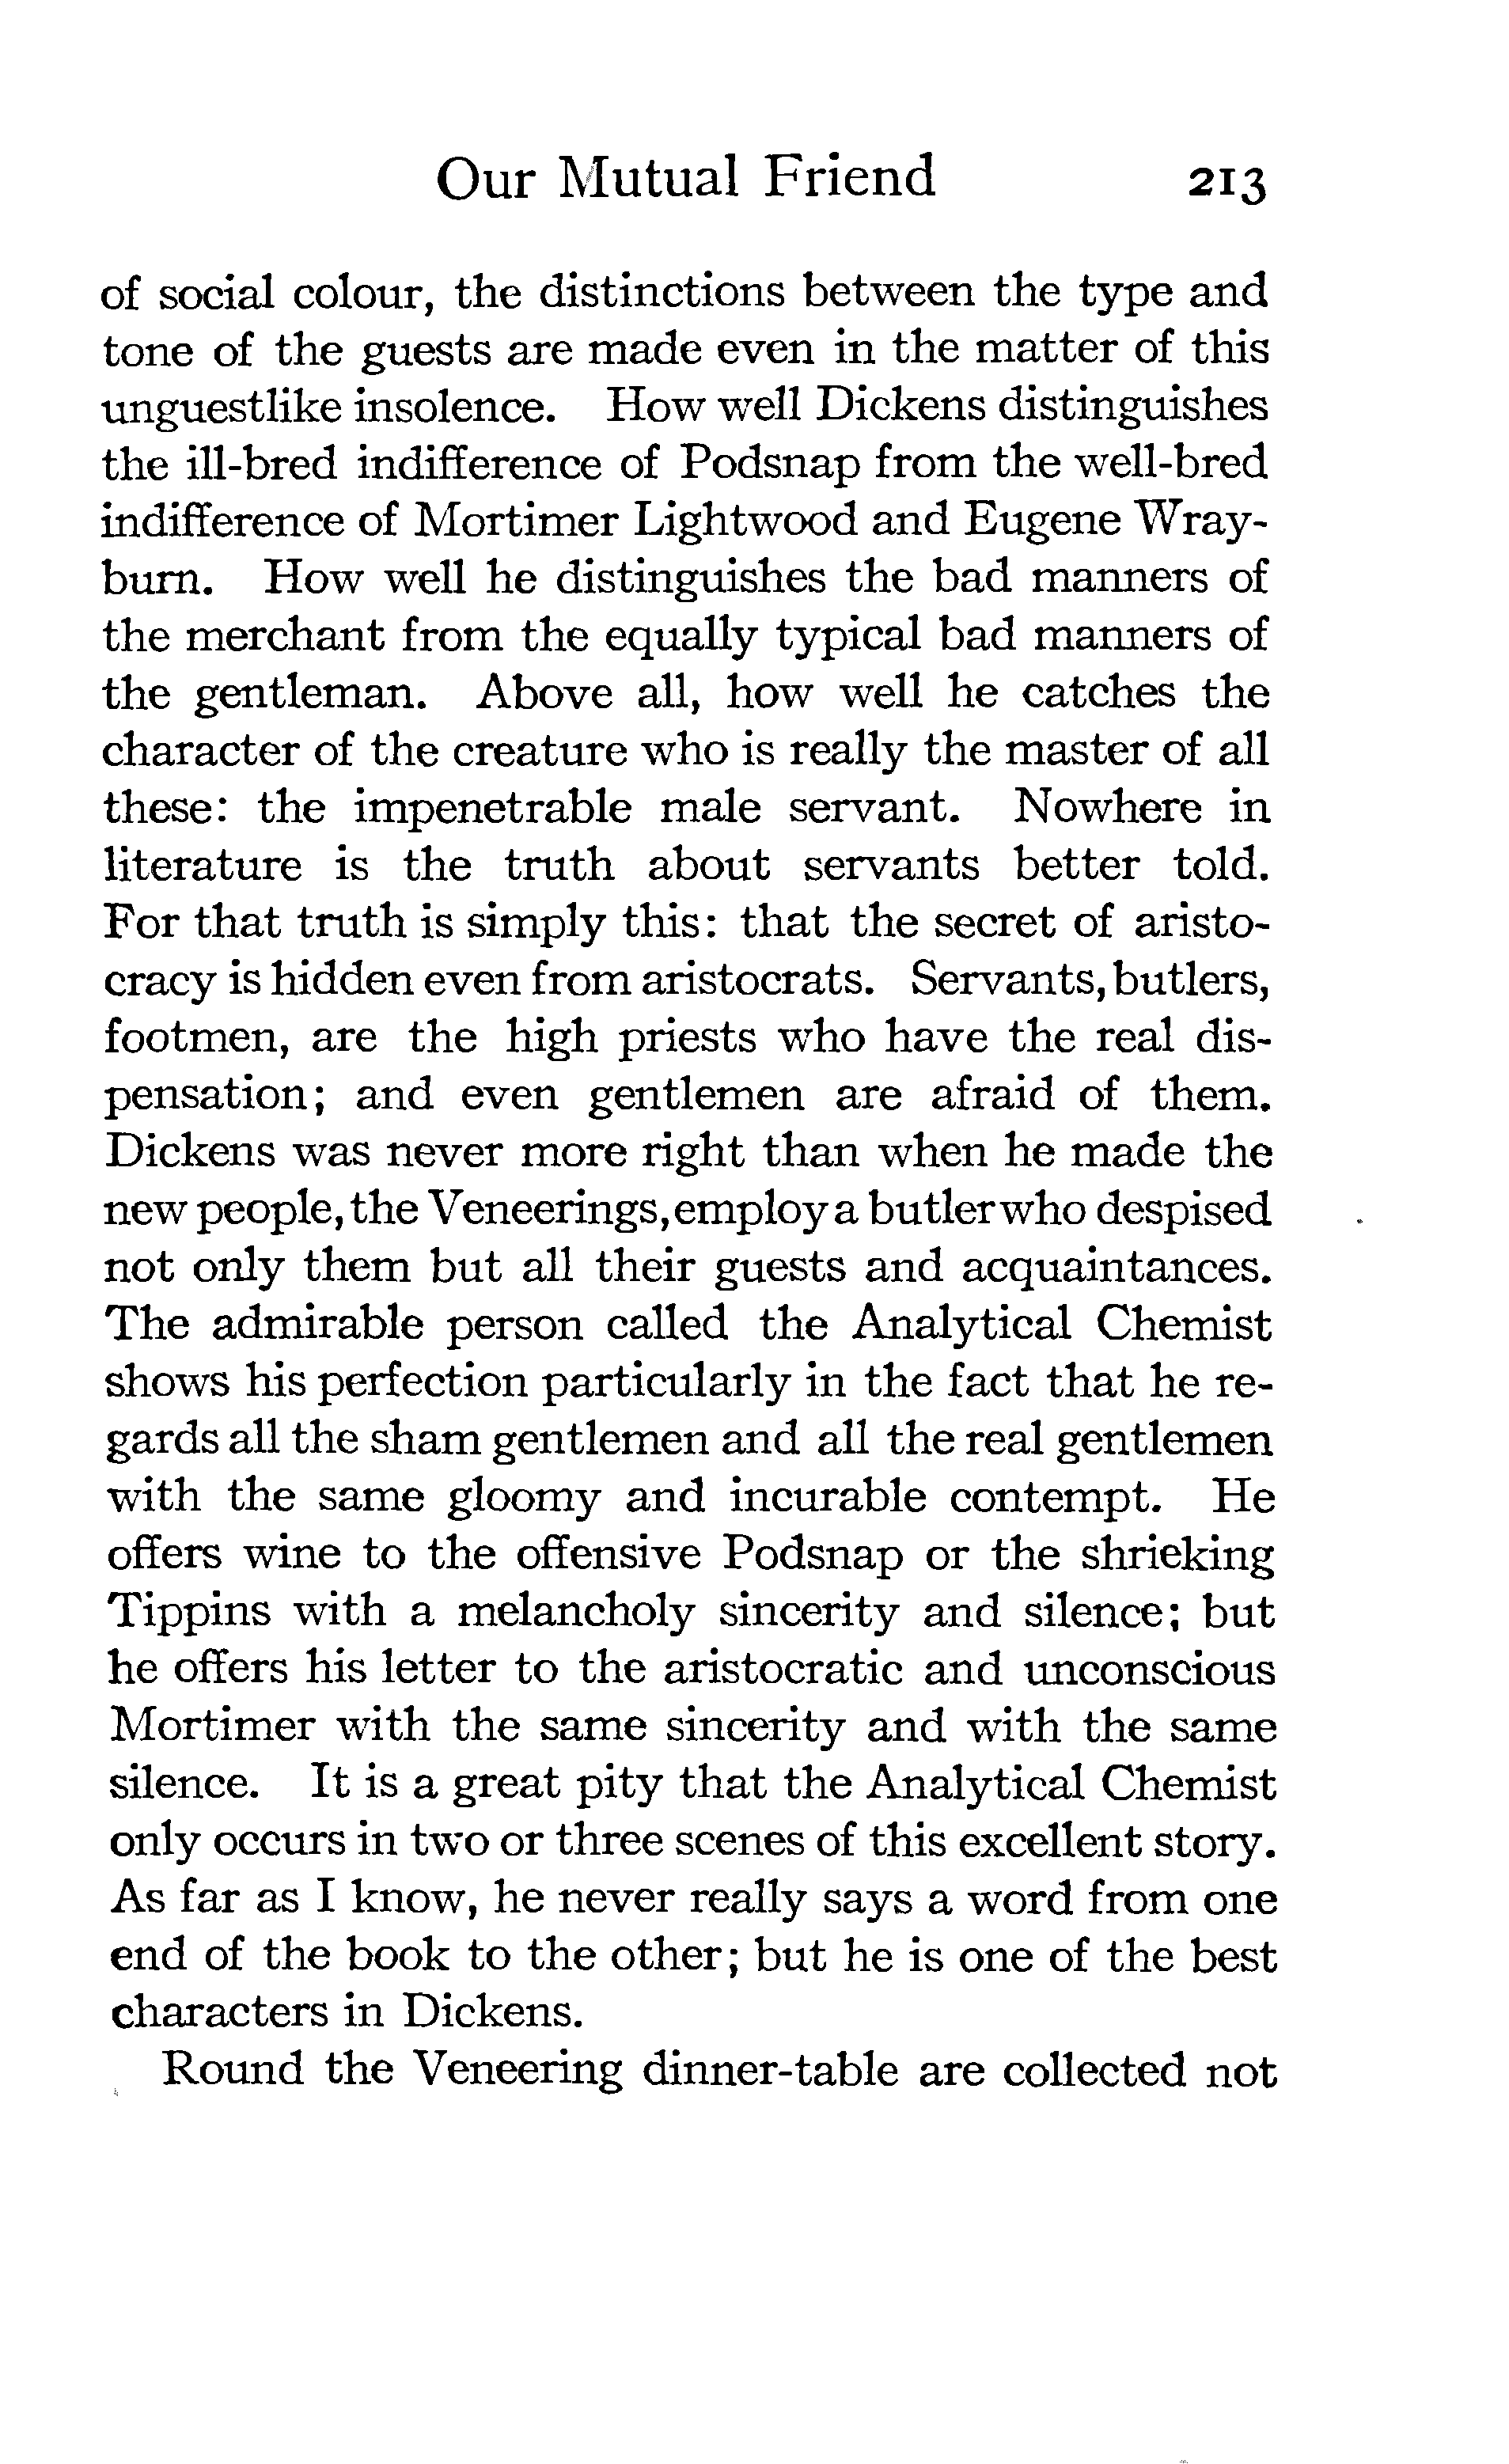 Our Mutual Friend 213
of social colour, the distinctions between the type and
tone of the guests are made even in the matter of this
unguestlike insolence. How well Dickens distinguishes
the ill-bred indifference of Podsnap from the well-bred
indifference of Mortimer Lightwood and Eugene Wray-
burn. How well he distinguishes the bad manners of
the merchant from the equally typical bad manners of
the gentleman. Above all, how well he catches the
character of the creature who is really the master of all
these: the impenetrable male servant. Nowhere in
literature is the truth about servants better told.
For that truth is simply this: that the secret of aristo-
cracy is hidden even from aristocrats. Servants, butlers,
footmen, are the high priests who have the real dis-
pensation; and even gentlemen are afraid of them.
Dickens was never more right than when he made the
new people, the Veneerings, employ a butler who despised
not only them but all their guests and acquaintances.
The admirable person called the Analytical Chemist
shows his perfection particularly in the fact that he re-
gards all the sham gentlemen and all the real gentlemen
with the same gloomy and incurable contempt. He
offers wine to the offensive Podsnap or the shrieking
Tippins with a melancholy sincerity and silence; but
he offers his letter to the aristocratic and unconscious
Mortimer with the same sincerity and with the same
silence. It is a great pity that the Analytical Chemist
only occurs in two or three scenes of this excellent story.
As far as I know, he never really says a word from one
end of the book to the other; but he is one of the best
characters in Dickens.
Round the Veneering dinner-table are collected not